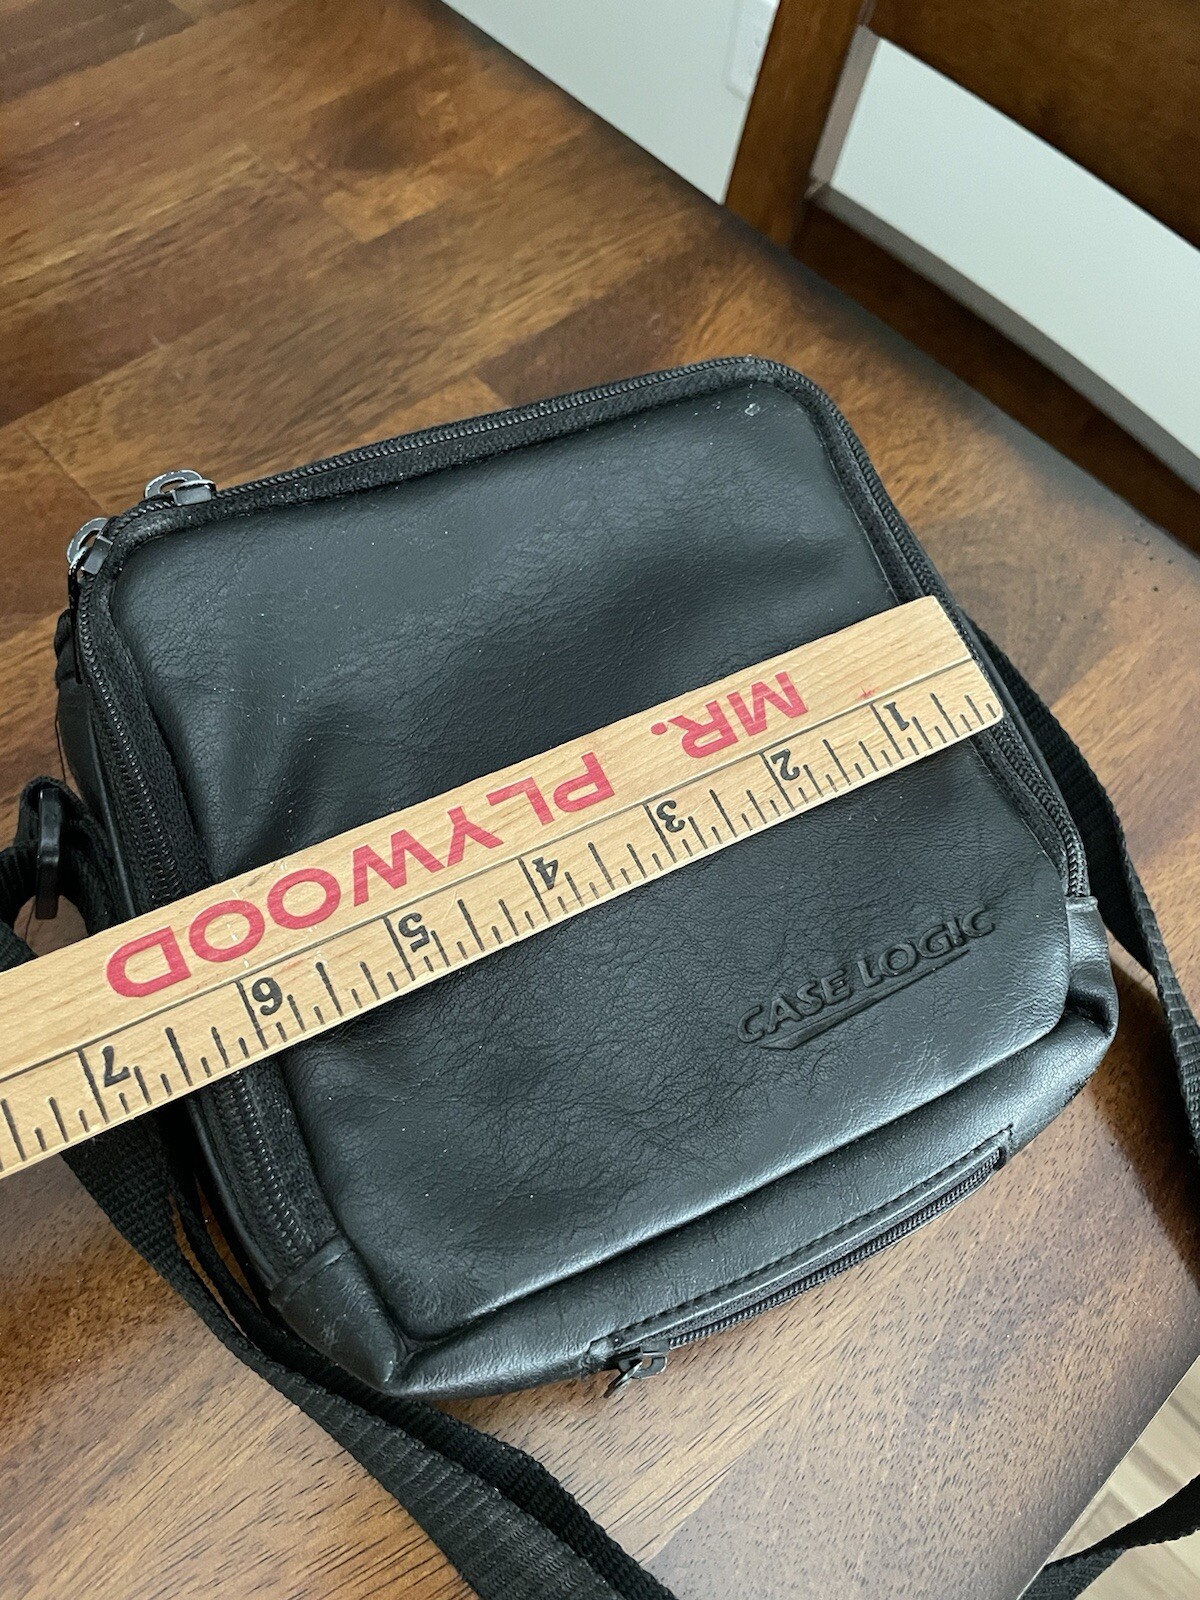 MR. PLYWOOD
1 2 3 4 5 6 7
CASE LOGIC